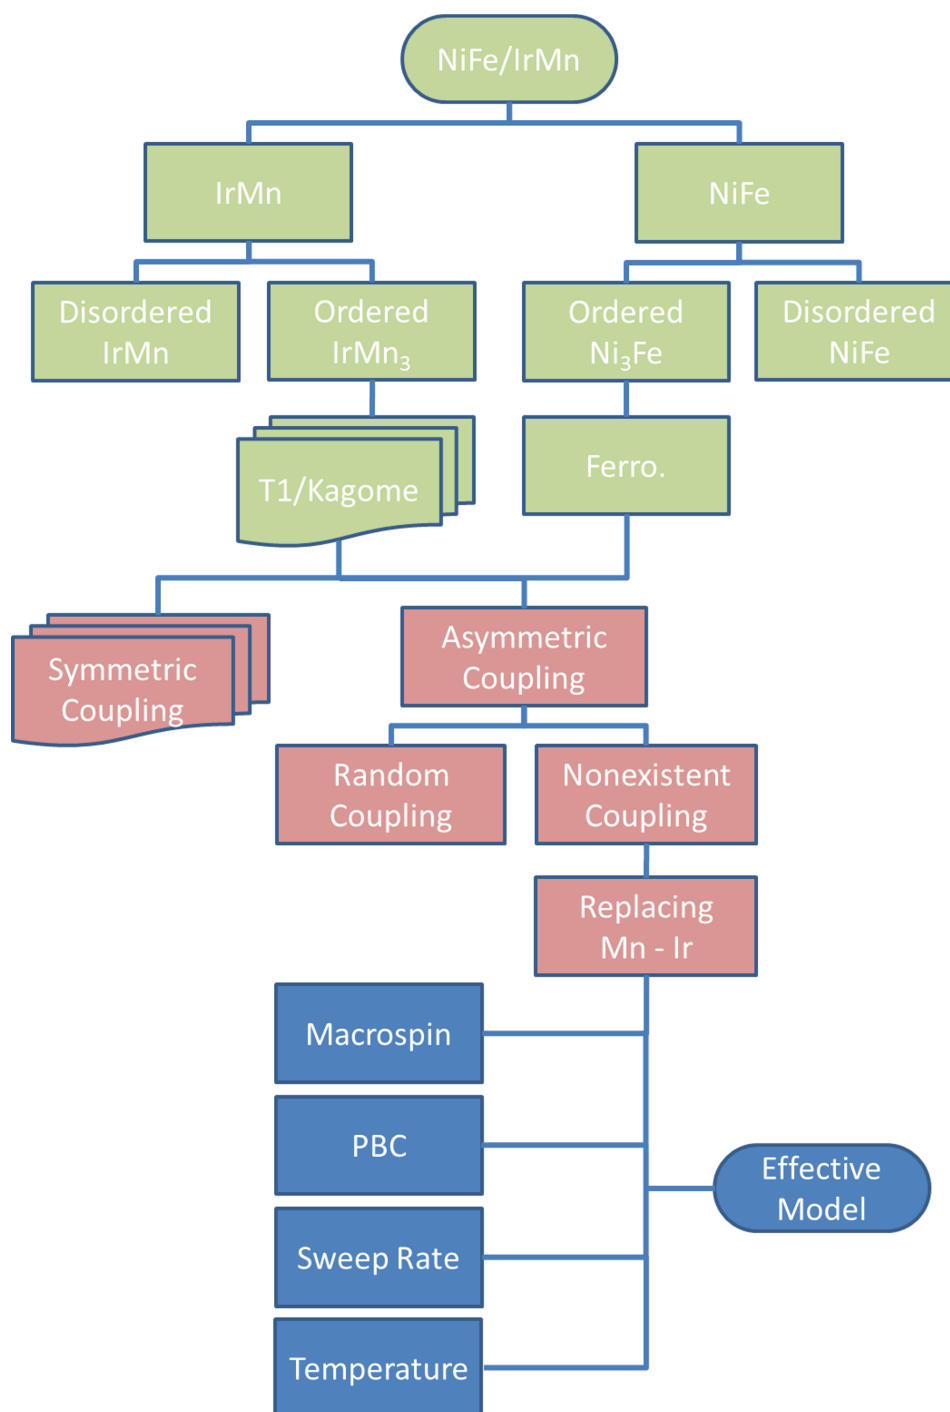 NiFe/IrMn
IrMn
NiFe
Disordered
IrMn
Ordered
IrMn₃
Ordered
Ni₃Fe
Disordered
NiFe
T1/Kagome
Ferro.
Symmetric
Coupling
Asymmetric
Coupling
Random
Coupling
Nonexistent
Coupling
Replacing
Mn - Ir
Macrospin
PBC
Sweep Rate
Temperature
Effective
Model